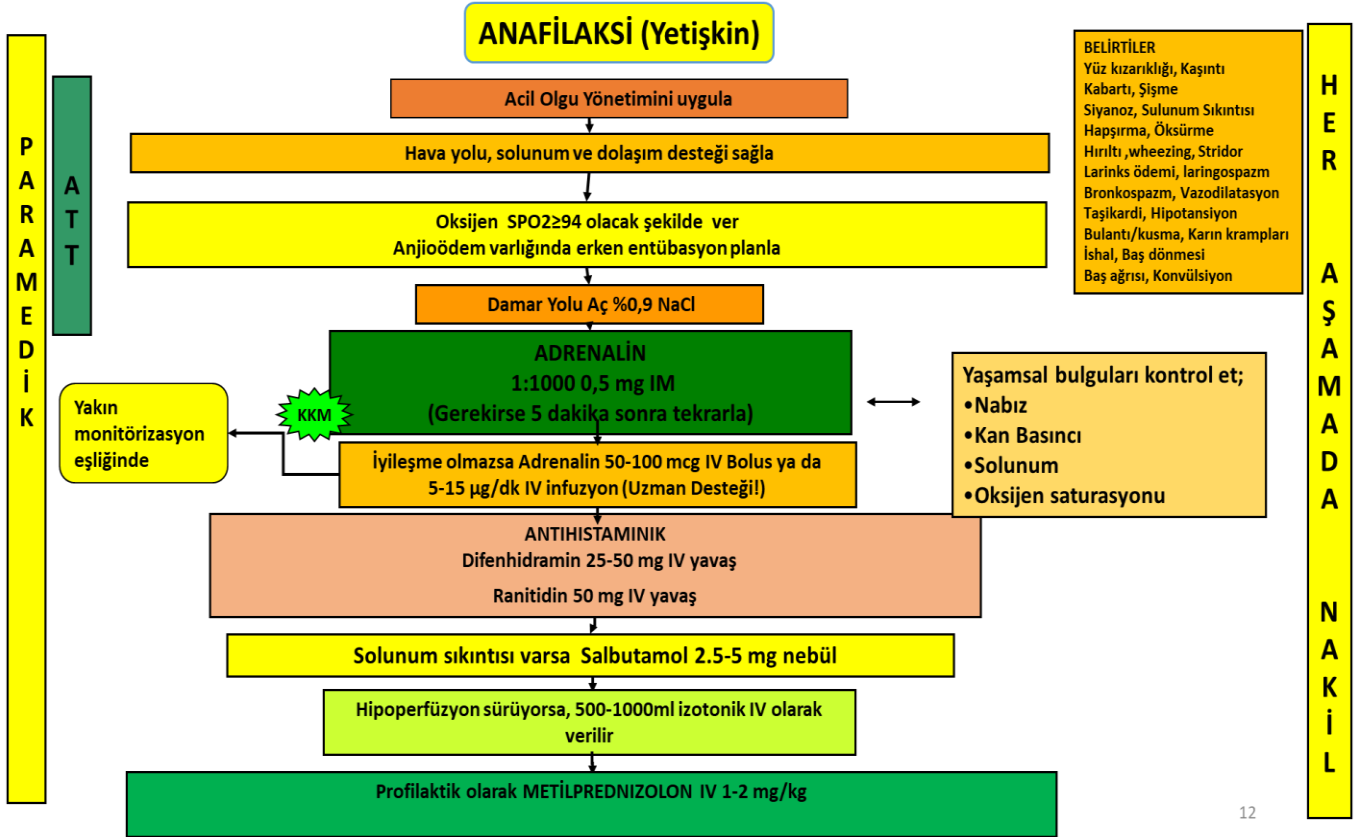 ANAFİLAKSİ (Yetişkin)
PARAMEDİK
ATT
Acil Olgu Yönetimini uygula
Hava yolu, solunum ve dolaşım desteği sağla
Oksijen SPO2≥94 olacak şekilde ver
Anjioödem varlığında erken entübasyon planla
Damar Yolu Aç %0,9 NaCl
ADRENALİN
1:1000 0,5 mg IM
(Gerekirse 5 dakika sonra tekrarla)
KKM
Yakın
monitörizasyon
eşliğinde
İyileşme olmazsa Adrenalin 50-100 mcg IV Bolus ya da
5-15 µg/dk IV infuzyon (Uzman Desteği!)
ANTIHISTAMINIK
Difenhidramin 25-50 mg IV yavaş
Ranitidin 50 mg IV yavaş
Solunum sıkıntısı varsa Salbutamol 2.5-5 mg nebül
Hipoperfüzyon sürüyorsa, 500-1000ml izotonik IV olarak
verilir
Profilaktik olarak METİLPREDNIZOLON IV 1-2 mg/kg
BELIRTİLER
Yüz kızarıklığı, Kaşıntı
Kabartı, Şişme
Siyanoz, Sulunum Sıkıntısı
Hapşırma, Öksürme
Hırıltı ,wheezing, Stridor
Larinks ödemi, laringospazm
Bronkospazm, Vazodilatasyon
Taşikardi, Hipotansiyon
Bulantı/kusma, Karın krampları
İshal, Baş dönmesi
Baş ağrısı, Konvülsiyon
Yaşamsal bulguları kontrol et;
•Nabız
•Kan Basıncı
•Solunum
•Oksijen saturasyonu
HER AŞAMADA NAKİL
12